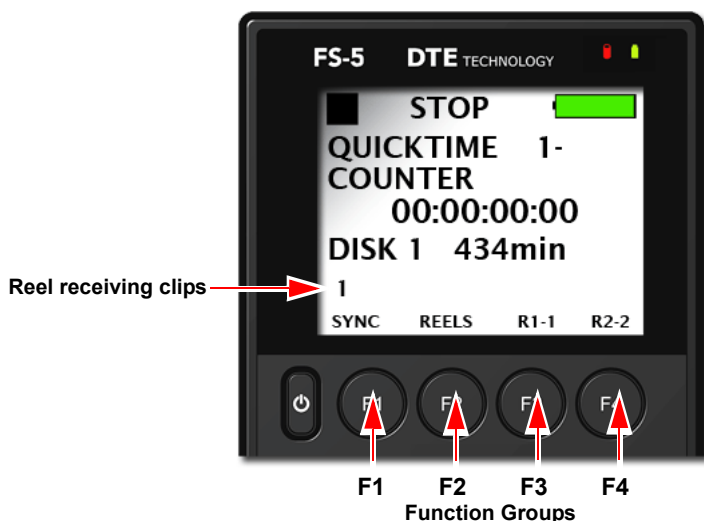 FS-5 DTE TECHNOLOGY
STOP
QUICKTIME 1-
COUNTER
00:00:00:00
DISK 1 434min
Reel receiving clips
1
SYNC REELS R1-1 R2-2
F1 F2 F3 F4
F1 F2 F3 F4
Function Groups